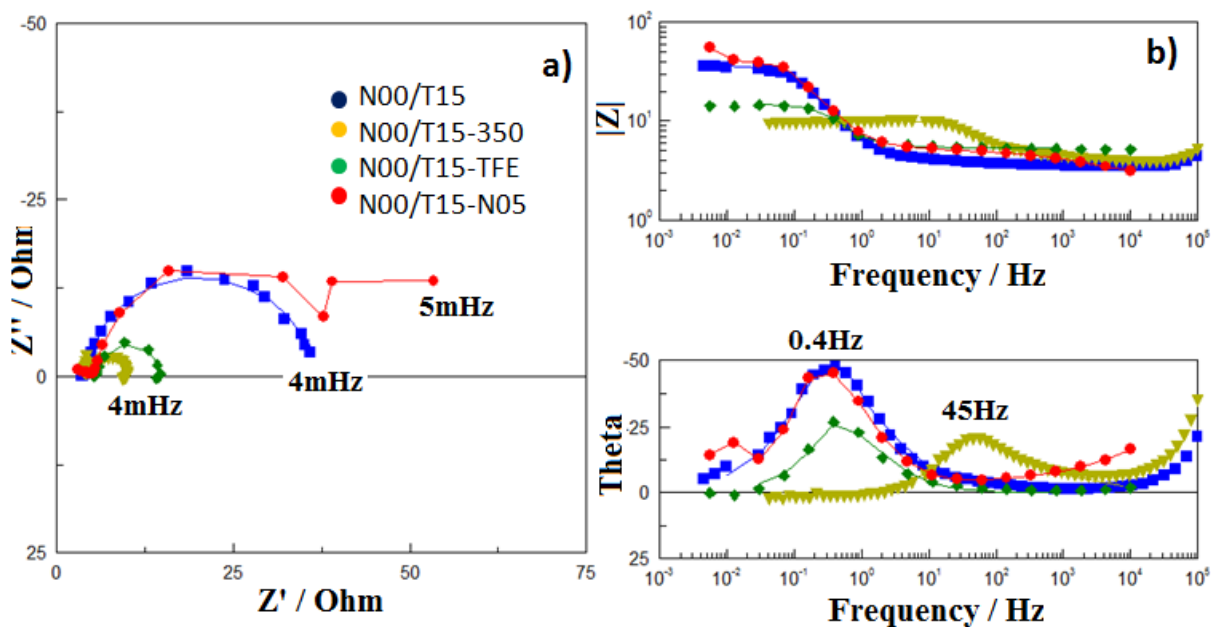 a)
-50
-25
0
25
Z'' / Ohm
N00/T15
N00/T15-350
N00/T15-TFE
N00/T15-N05
5mHz
4mHz
4mHz
0 25 50 75
Z' / Ohm
b)
10²
10¹
10⁰
|Z|
10⁻³ 10⁻² 10⁻¹ 10⁰ 10¹ 10² 10³ 10⁴ 10⁵
Frequency / Hz
0.4Hz
45Hz
-50
-25
0
25
Theta
10⁻³ 10⁻² 10⁻¹ 10⁰ 10¹ 10² 10³ 10⁴ 10⁵
Frequency / Hz